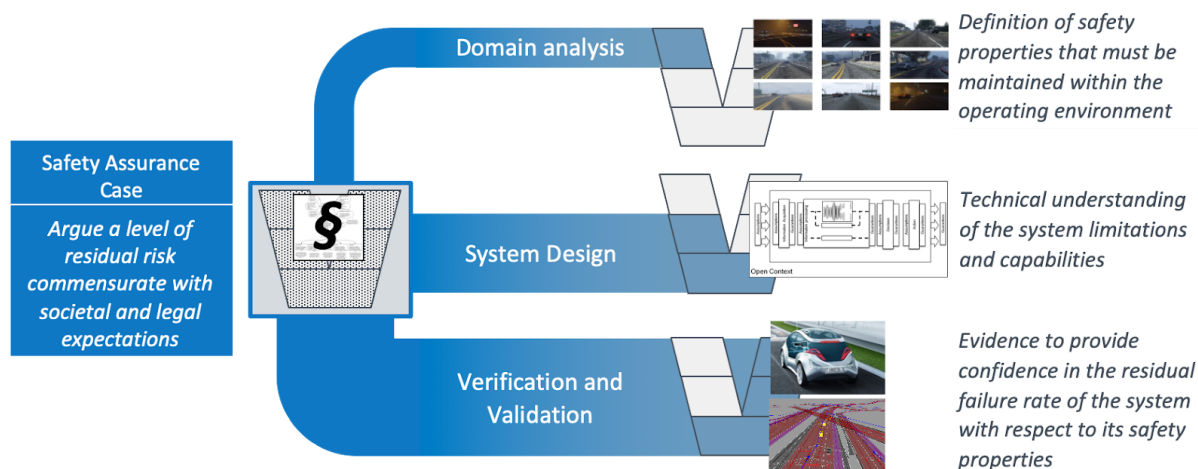 Safety Assurance
Case
Argue a level of
residual risk
commensurate with
societal and legal
expectations
§
Domain analysis
Definition of safety
properties that must be
maintained within the
operating environment
System Design
Open Context
Technical understanding
of the system limitations
and capabilities
Verification and
Validation
Evidence to provide
confidence in the residual
failure rate of the system
with respect to its safety
properties